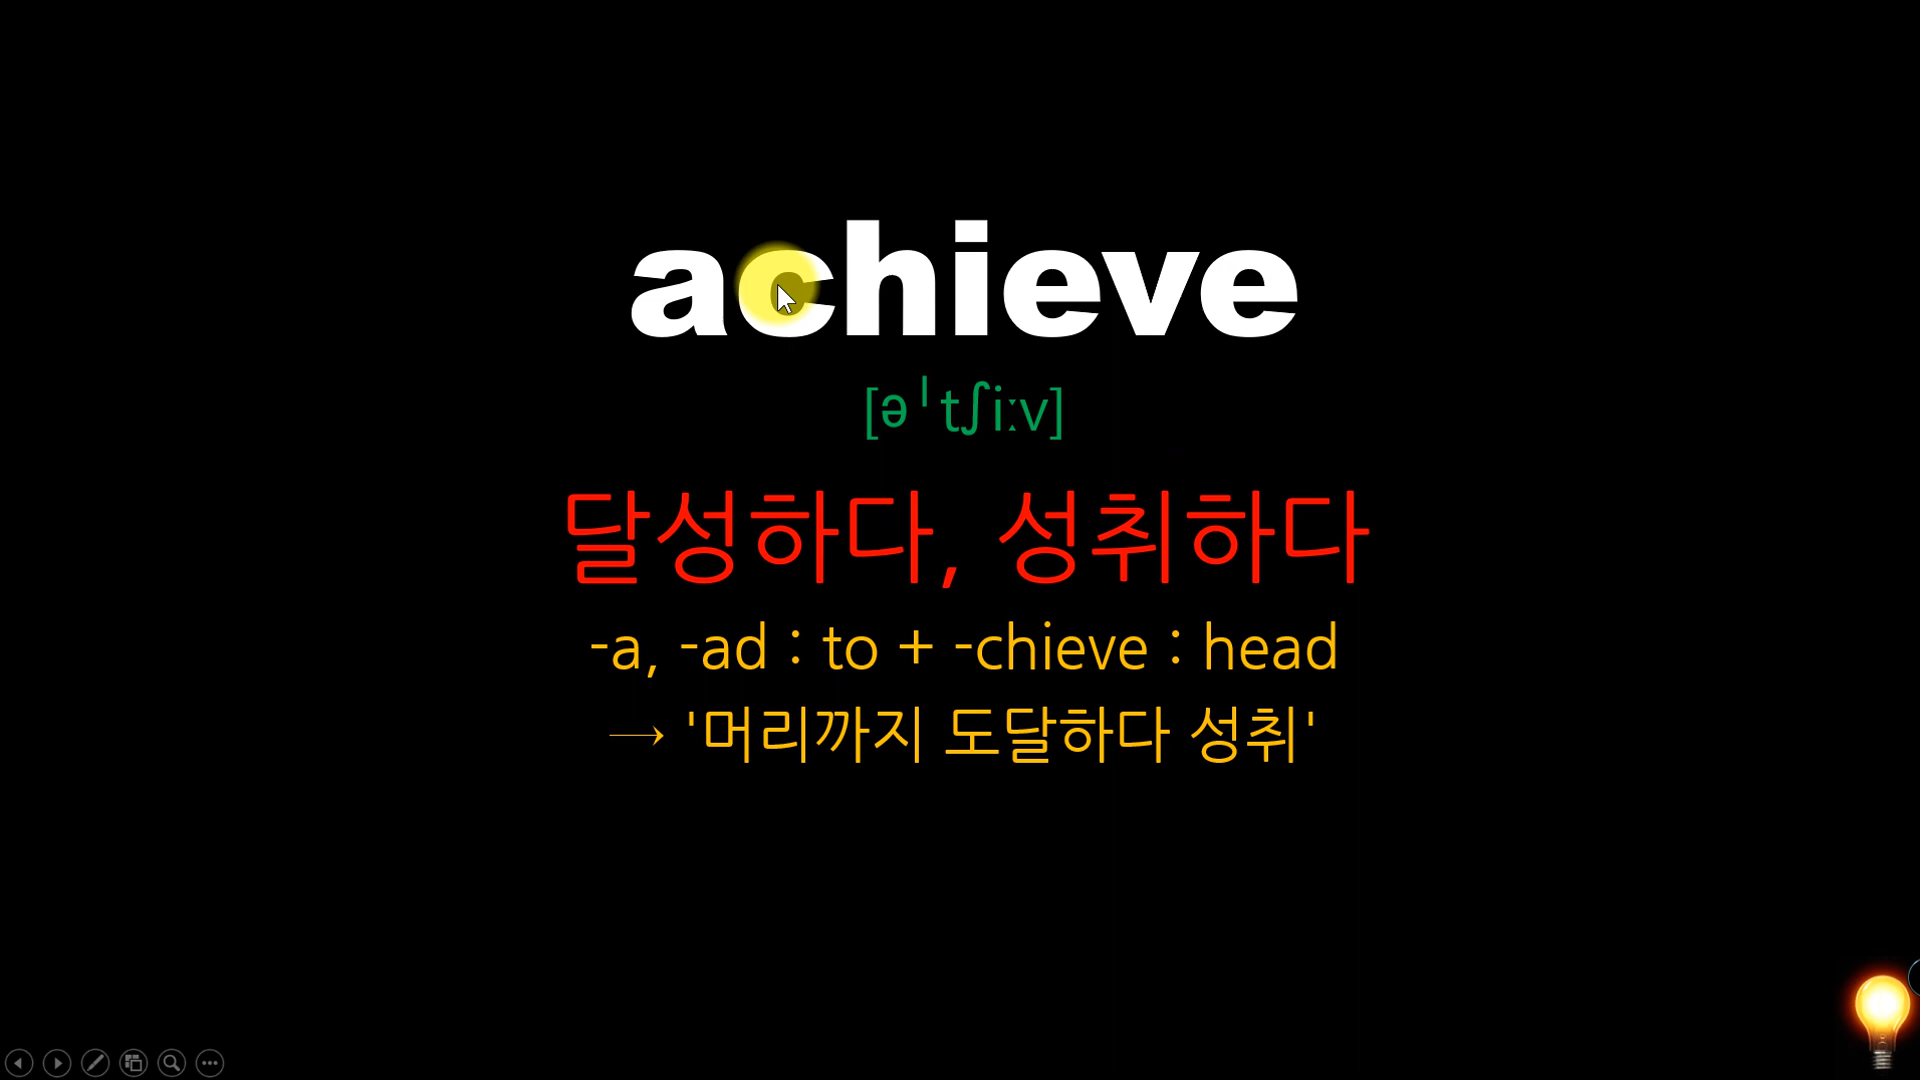 achieve
[əˈtʃiːv]
달성하다, 성취하다
-a, -ad : to + -chieve : head
→ '머리까지 도달하다 성취'